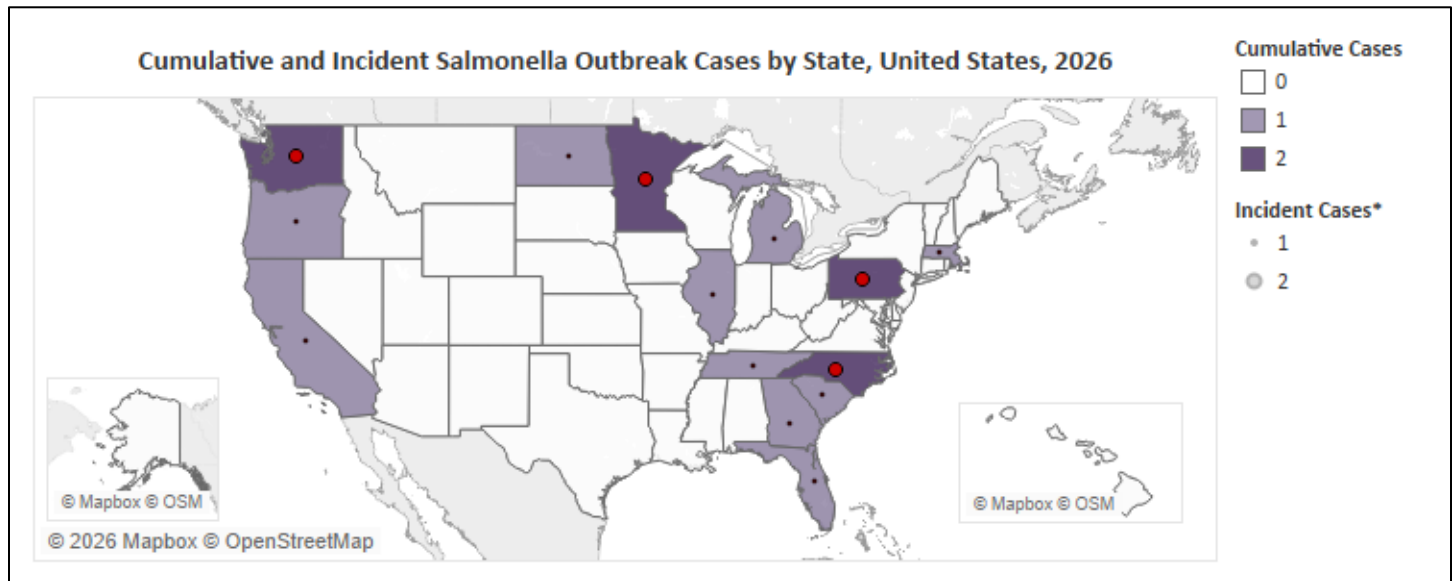 Cumulative and Incident Salmonella Outbreak Cases by State, United States, 2026
Cumulative Cases
0
1
2
Incident Cases*
1
2
© Mapbox © OSM
© Mapbox © OSM
© 2026 Mapbox © OpenStreetMap